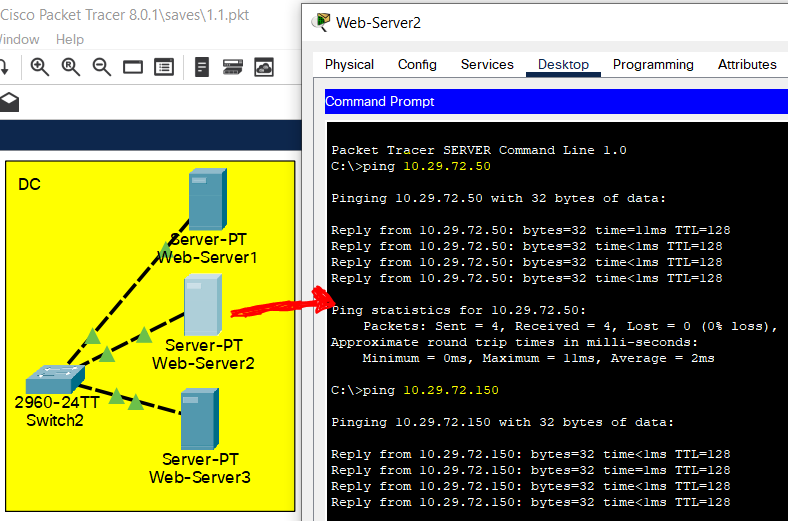 Cisco Packet Tracer 8.0.1\saves\1.1.pkt
Window Help
DC
Server-PT
Web-Server1
Server-PT
Web-Server2
2960-24TT
Switch2
Server-PT
Web-Server3
Web-Server2
Physical Config Services Desktop Programming Attributes
Command Prompt
Packet Tracer SERVER Command Line 1.0
C:\>ping 10.29.72.50
Pinging 10.29.72.50 with 32 bytes of data:
Reply from 10.29.72.50: bytes=32 time=11ms TTL=128
Reply from 10.29.72.50: bytes=32 time<1ms TTL=128
Reply from 10.29.72.50: bytes=32 time<1ms TTL=128
Reply from 10.29.72.50: bytes=32 time<1ms TTL=128
Ping statistics for 10.29.72.50:
Packets: Sent = 4, Received = 4, Lost = 0 (0% loss),
Approximate round trip times in milli-seconds:
Minimum = 0ms, Maximum = 11ms, Average = 2ms
C:\>ping 10.29.72.150
Pinging 10.29.72.150 with 32 bytes of data:
Reply from 10.29.72.150: bytes=32 time<1ms TTL=128
Reply from 10.29.72.150: bytes=32 time=1ms TTL=128
Reply from 10.29.72.150: bytes=32 time<1ms TTL=128
Reply from 10.29.72.150: bytes=32 time<1ms TTL=128